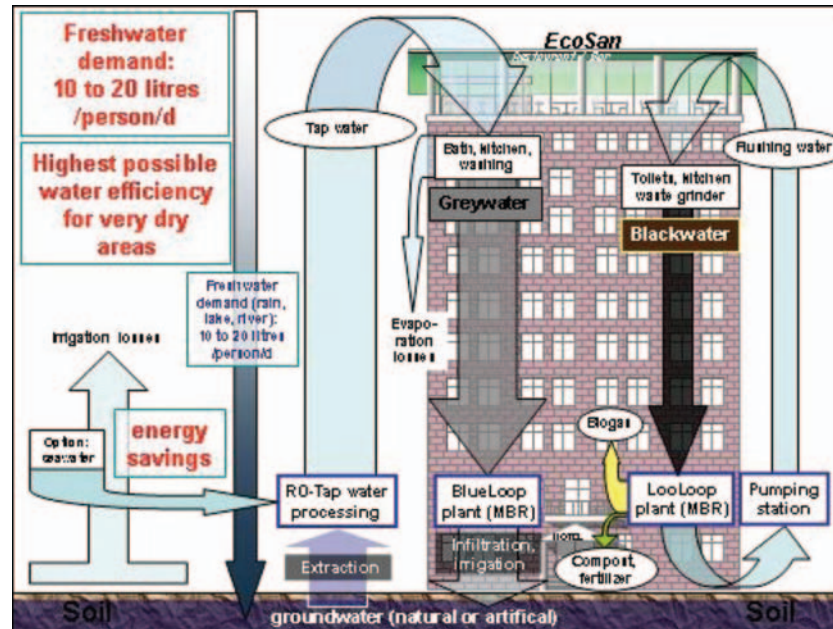 Freshwater
demand:
10 to 20 litres
/person/d
Highest possible
water efficiency
for very dry
areas
EcoSan
Tap water
Bath, kitchen,
washing
Greywater
Toilets, kitchen
waste grinder
Blackwater
Flushing water
Freshwater
demand (rain,
lake, river):
10 to 20 litres
/person/d
Irrigation losses
Evapo-
ration
losses
Option:
seawater
energy
savings
Biogas
RO-Tap water
processing
BlueLoop
plant (MBR)
LooLoop
plant (MBR)
Pumping
station
HOTEL
Extraction
Infiltration,
irrigation
Compost,
fertilizer
Soil
groundwater (natural or artifical)
Soil